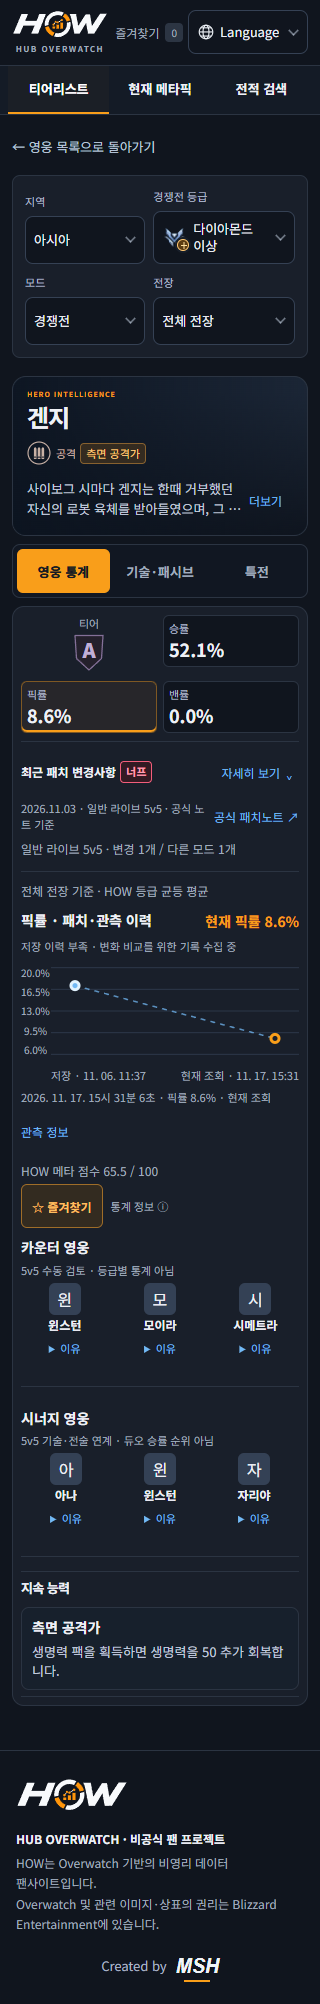 HOW
HUB OVERWATCH
즐겨찾기 0
Language
티어리스트 현재 메타픽 전적 검색
← 영웅 목록으로 돌아가기
지역 경쟁전 등급
아시아 다이아몬드 이상
모드 전장
경쟁전 전체 전장
HERO INTELLIGENCE
겐지
공격 측면 공격가
사이보그 시마다 겐지는 한때 거부했던
자신의 로봇 육체를 받아들였으며, 그 … 더보기
영웅 통계 기술·패시브 특전
티어
A
승률
52.1%
픽률
8.6%
밴률
0.0%
최근 패치 변경사항 너프 자세히 보기 ⌄
2026.11.03 · 일반 라이브 5v5 · 공식 노
트 기준
공식 패치노트 ↗
일반 라이브 5v5 · 변경 1개 / 다른 모드 1개
전체 전장 기준 · HOW 등급 균등 평균
픽률 · 패치·관측 이력 현재 픽률 8.6%
저장 이력 부족 · 변화 비교를 위한 기록 수집 중
20.0%
16.5%
13.0%
9.5%
6.0%
저장 · 11. 06. 11:37 현재 조회 · 11. 17. 15:31
2026. 11. 17. 15시 31분 6초 · 픽률 8.6% · 현재 조회
관측 정보
HOW 메타 점수 65.5 / 100
☆ 즐겨찾기 통계 정보 ⓘ
카운터 영웅
5v5 수동 검토 · 등급별 통계 아님
윈 모 시
윈스턴 모이라 시메트라
▶ 이유 ▶ 이유 ▶ 이유
시너지 영웅
5v5 기술·전술 연계 · 듀오 승률 순위 아님
아 윈 자
아나 윈스턴 자리야
▶ 이유 ▶ 이유 ▶ 이유
지속 능력
측면 공격가
생명력 팩을 획득하면 생명력을 50 추가 회복합
니다.
HOW
HUB OVERWATCH · 비공식 팬 프로젝트
HOW는 Overwatch 기반의 비영리 데이터
팬사이트입니다.
Overwatch 및 관련 이미지·상표의 권리는 Blizzard
Entertainment에 있습니다.
Created by MSH